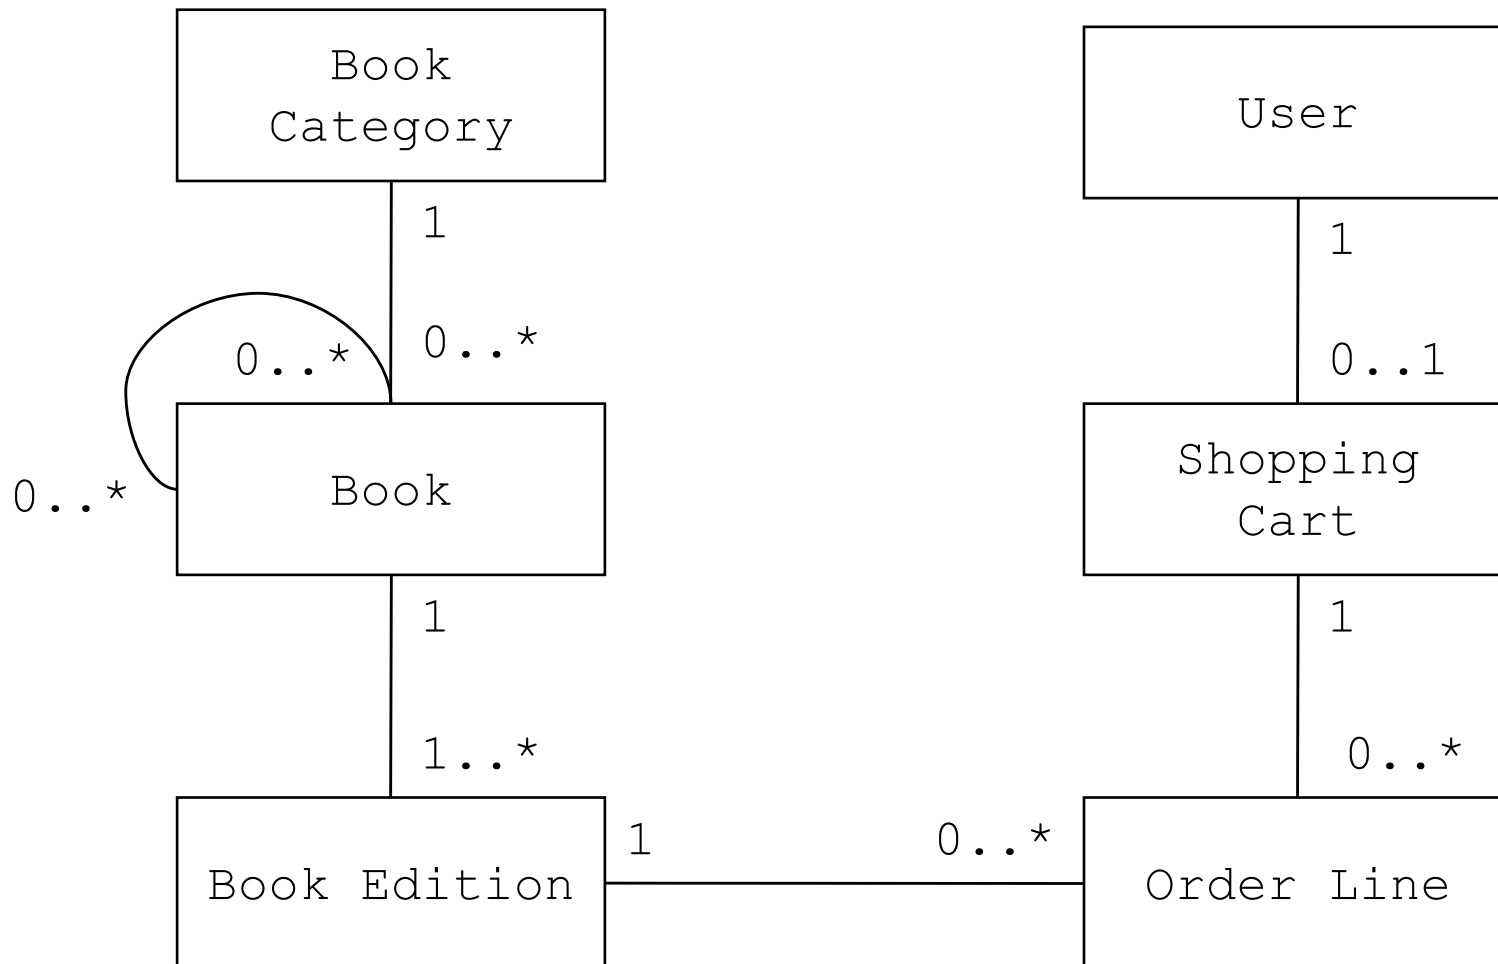 Book
Category
User
1
1
0..*
0..*
0..1
0..*
Book
Shopping
Cart
1
1
1..*
0..*
1
0..*
Book Edition
Order Line